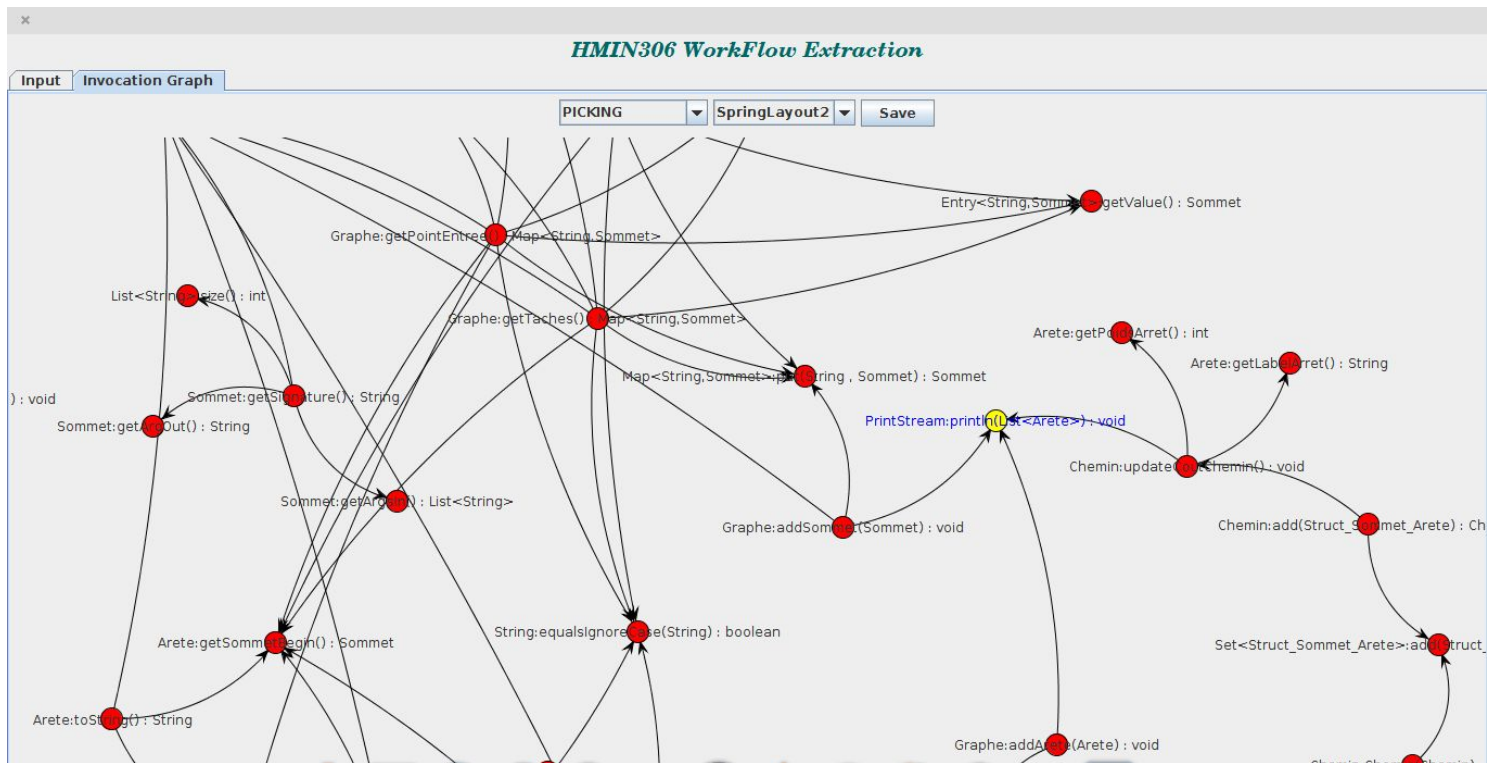 ×
HMIN306 WorkFlow Extraction
Input
Invocation Graph
PICKING
SpringLayout2
Save
Entry<String,Sommet>:getValue() : Sommet
Graphe:getPointEntree() : Map<String,Sommet>
List<String>:size() : int
Graphe:getTaches() : Map<String,Sommet>
Arete:getPoidsArret() : int
Arete:getLabelArret() : String
Map<String,Sommet>:put(String , Sommet) : Sommet
) : void
Sommet:getSignature() : String
Sommet:getArgOut() : String
PrintStream:println(List<Arete>) : void
Chemin:updateCoutChemin() : void
Sommet:getArgsIn() : List<String>
Graphe:addSommet(Sommet) : void
Chemin:add(Struct_Sommet_Arete) : Ch
Arete:getSommetBegin() : Sommet
String:equalsIgnoreCase(String) : boolean
Set<Struct_Sommet_Arete>:add(Struct_
Arete:toString() : String
Graphe:addArete(Arete) : void